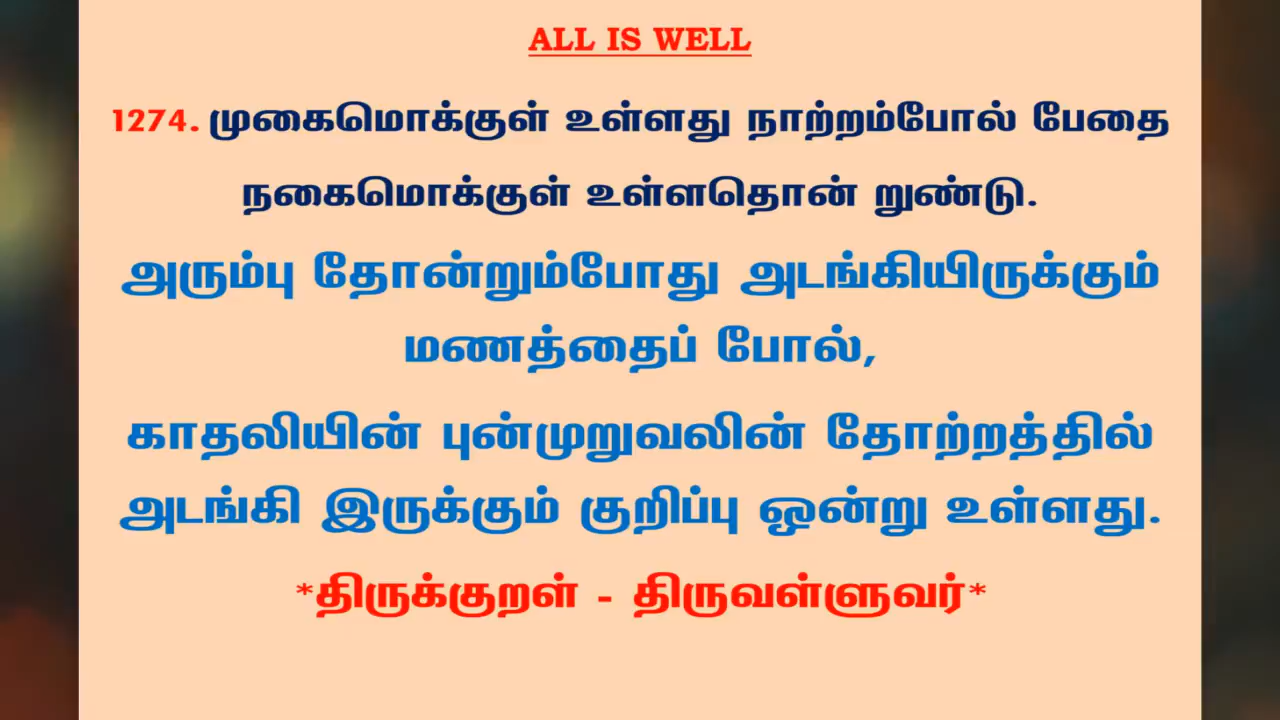 ALL IS WELL
1274. முகைமொக்குள் உள்ளது நாற்றம்போல் பேதை
நகைமொக்குள் உள்ளதொன் றுண்டு.
அரும்பு தோன்றும்போது அடங்கியிருக்கும்
மணத்தைப் போல்,
காதலியின் புன்முறுவலின் தோற்றத்தில்
அடங்கி இருக்கும் குறிப்பு ஒன்று உள்ளது.
*திருக்குறள் - திருவள்ளுவர்*